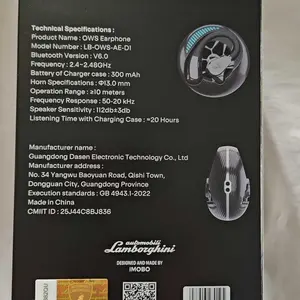 Technical Specifications :
Product Name : OWS Earphone
Model Number : LB-OWS-AE-D1
Bluetooth Version : V6.0
Frequency : 2.4~2.48GHz
Battery of Charger case : 300 mAh
Horn Specifications : Φ13.0 mm
Operation Range : ≥10 meters
Frequency Response : 50-20 kHz
Speaker Sensitivity : 112db±3db
Listening Time with Charging Case : ≈20 Hours
Manufacturer name :
Guangdong Dasen Electronic Technology Co., Ltd
Manufacturer address :
No. 34 Yangwu Baoyuan Road, Qishi Town,
Dongguan City, Guangdong Province
Execution standards : GB 4943.1-2022
Made in China
CMIIT ID : 25J44C8BJ836
automobili
Lamborghini
DESIGNED AND MADE BY
IMOBO